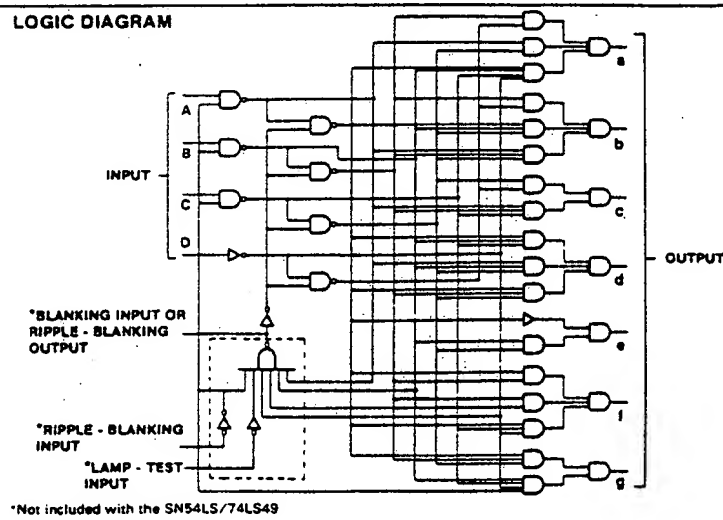 LOGIC DIAGRAM
a
A
b
B
INPUT
C
c
D
d
OUTPUT
*BLANKING INPUT OR
RIPPLE - BLANKING
OUTPUT
e
*RIPPLE - BLANKING
INPUT
f
*LAMP - TEST
INPUT
g
*Not included with the SN54LS/74LS49